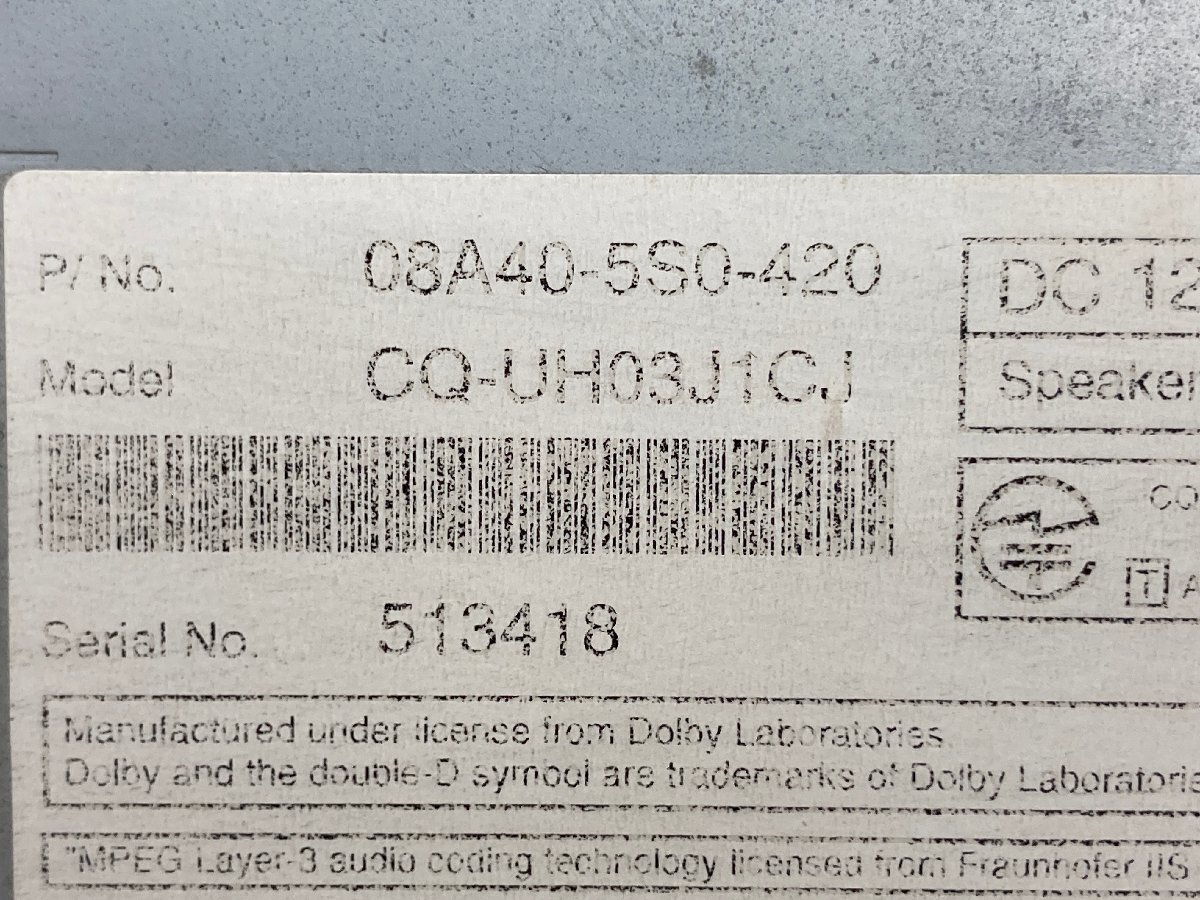 P/ No. 08A40-5S0-420
Model CQ-UH03J1CJ
Serial No. 513418
DC 12
Speaker
CO
T A
Manufactured under license from Dolby Laboratories.
Dolby and the double-D symbol are trademarks of Dolby Laboratorie
"MPEG Layer-3 audio coding technology licensed from Fraunhofer IIS